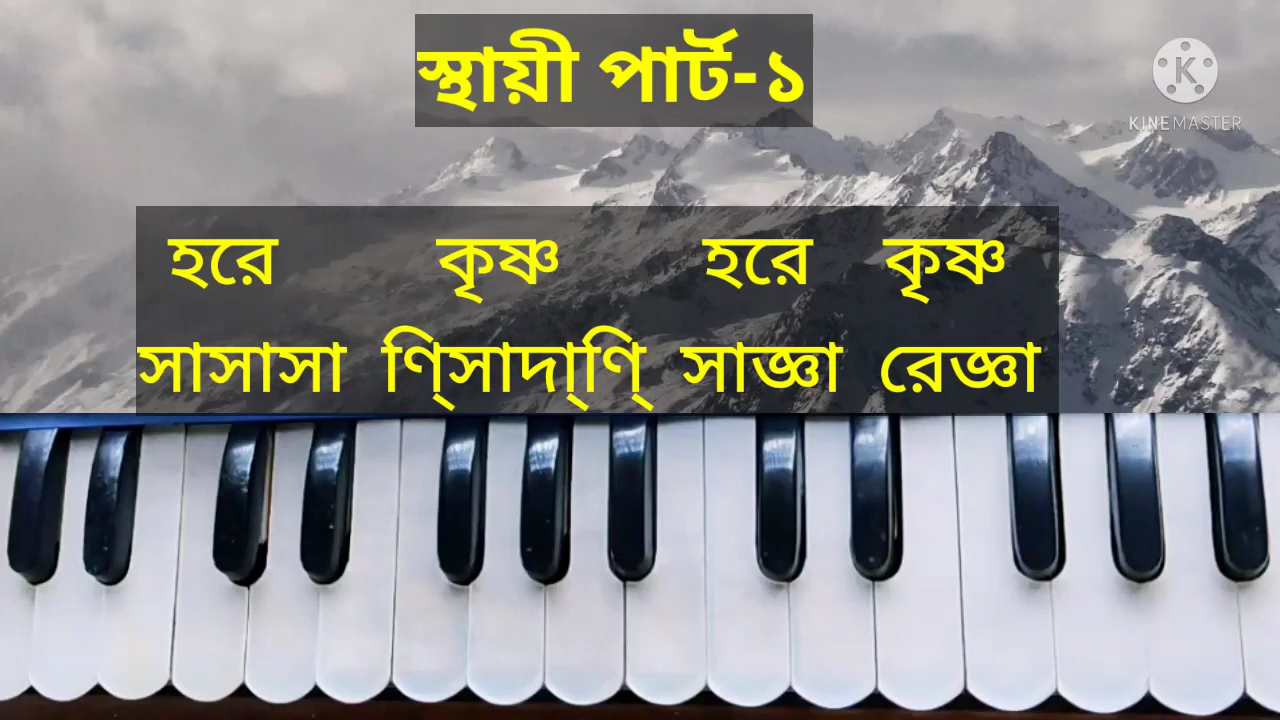 স্থায়ী পার্ট-১
KINEMASTER
হরে কৃষ্ণ হরে কৃষ্ণ
সাসাসা ণি্সাদা্ণি্ সাজ্ঞা রেজ্ঞা